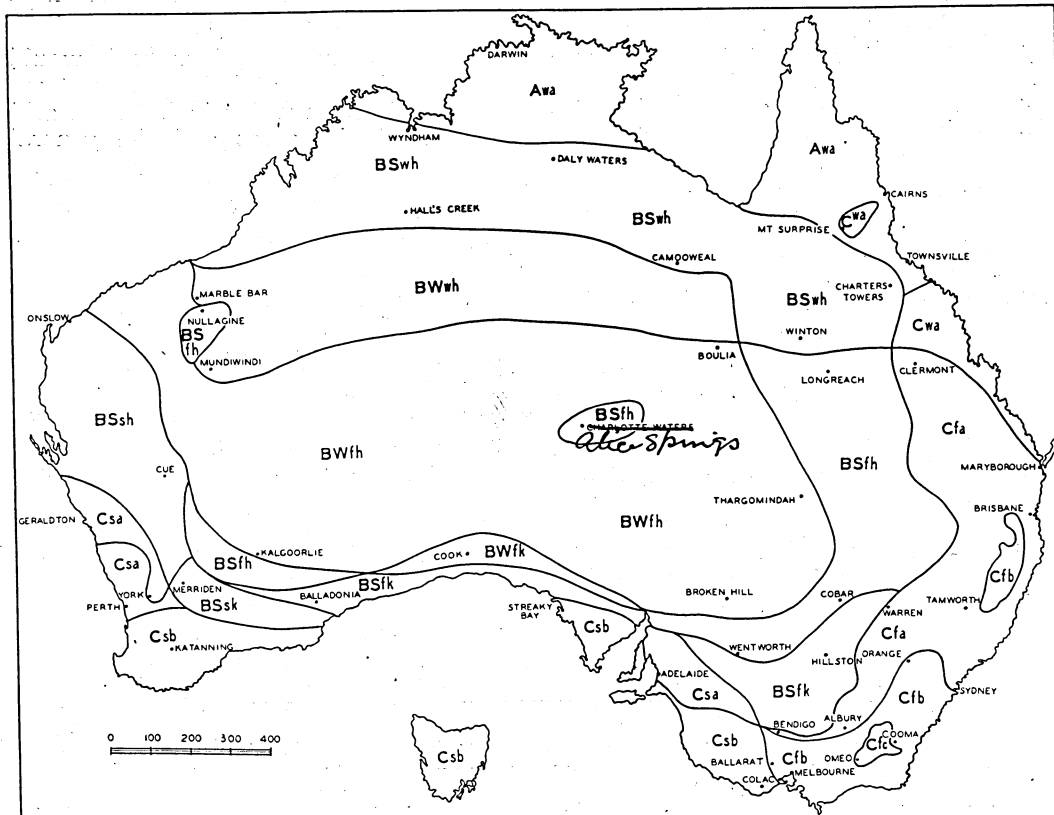 DARWIN
Awa
WYNDHAM
BSwh
DALY WATERS
Awa
CAIRNS
HALL'S CREEK
BSwh
Cwa
MT SURPRISE
CAMOOWEAL
TOWNSVILLE
BWwh
MARBLE BAR
BSwh
CHARTERS
TOWERS
ONSLOW
NULLAGINE
BS
fh
WINTON
Cwa
MUNDIWINDI
BOULIA
LONGREACH
CLERMONT
BSfh
CHARLOTTE WATERS
Alice Springs
BSsh
BWfh
Cfa
CUE
BSfh
MARYBOROUGH
THARGOMINDAH
GERALDTON
Csa
BWfh
BRISBANE
Csa
BSfh
KALGOORLIE
COOK
BWfk
YORK
MERRIDEN
BSfk
Cfb
PERTH
BSsk
BALLADONIA
STREAKY
BAY
BROKEN HILL
COBAR
WARREN
TAMWORTH
Csb
KATANNING
Csb
WENTWORTH
Cfa
HILLSTON
ORANGE
ADELAIDE
Csa
BSfk
Cfb
SYDNEY
BENDIGO
ALBURY
0 100 200 300 400
Csb
Csb
BALLARAT
Cfb
Cfc
COOMA
OMEO
MELBOURNE
COLAC